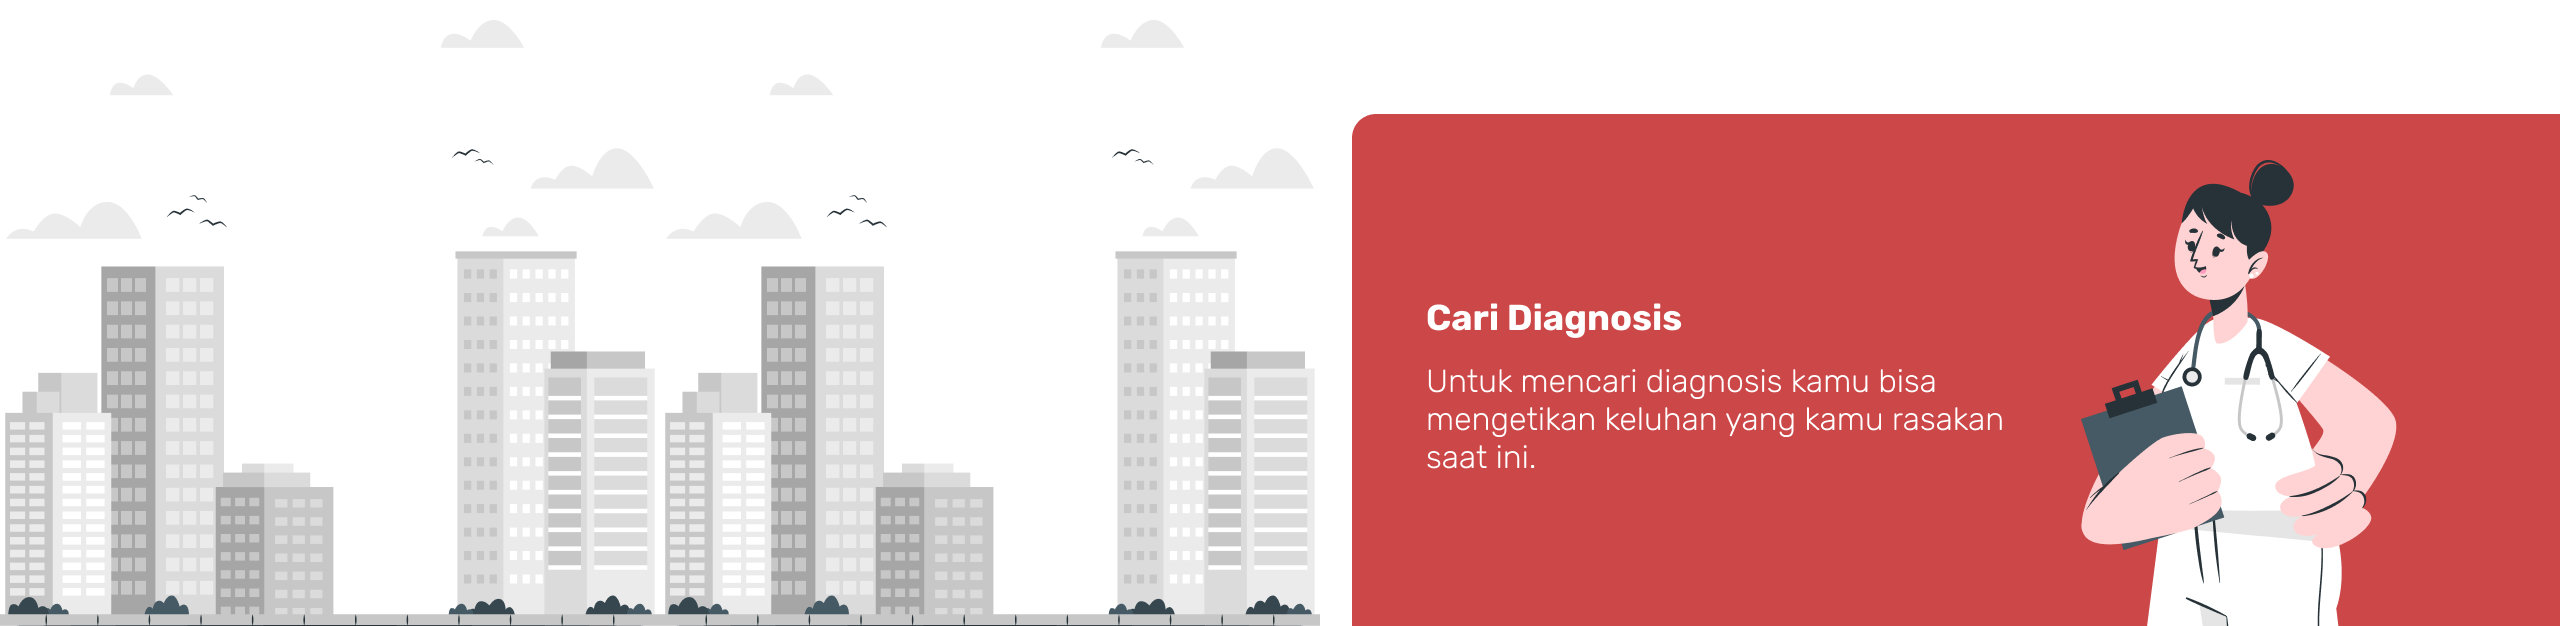 Cari Diagnosis
Untuk mencari diagnosis kamu bisa
mengetikan keluhan yang kamu rasakan
saat ini.